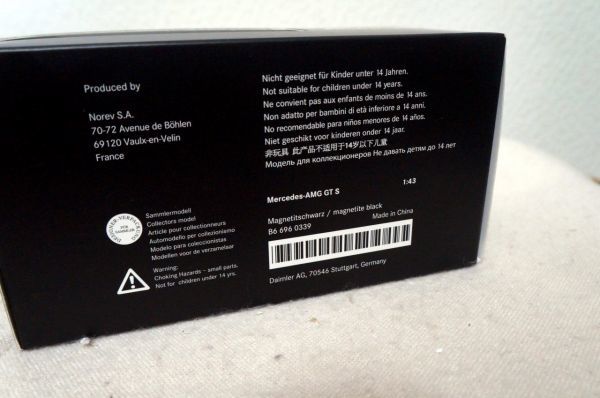 Produced by
Norev S.A.
70-72 Avenue de Böhlen
69120 Vaulx-en-Velin
France
Nicht geeignet für Kinder unter 14 Jahren.
Not suitable for children under 14 years.
Ne convient pas aux enfants de moins de 14 ans.
Non adatto per bambini di età inferiore a 14 anni.
No recomendable para niños menores de 14 años.
Niet geschikt voor kinderen onder 14 jaar.
非玩具 此产品不适用于14岁以下儿童
Модель для коллекционеров Не давать детям до 14 лет
Mercedes-AMG GT S
1:43
Magnetitschwarz / magnetite black
B6 696 0339
Made in China
Daimler AG, 70546 Stuttgart, Germany
DESIGNER-VERPACKUNG
FÜR
SAMMLER
Sammlermodell
Collectors model
Article pour collectionneurs
Automodello per collezionismo
Modelo para coleccionistas
Modellen voor de verzamelaar
Warning:
Choking Hazards - small parts.
Not for children under 14 yrs.